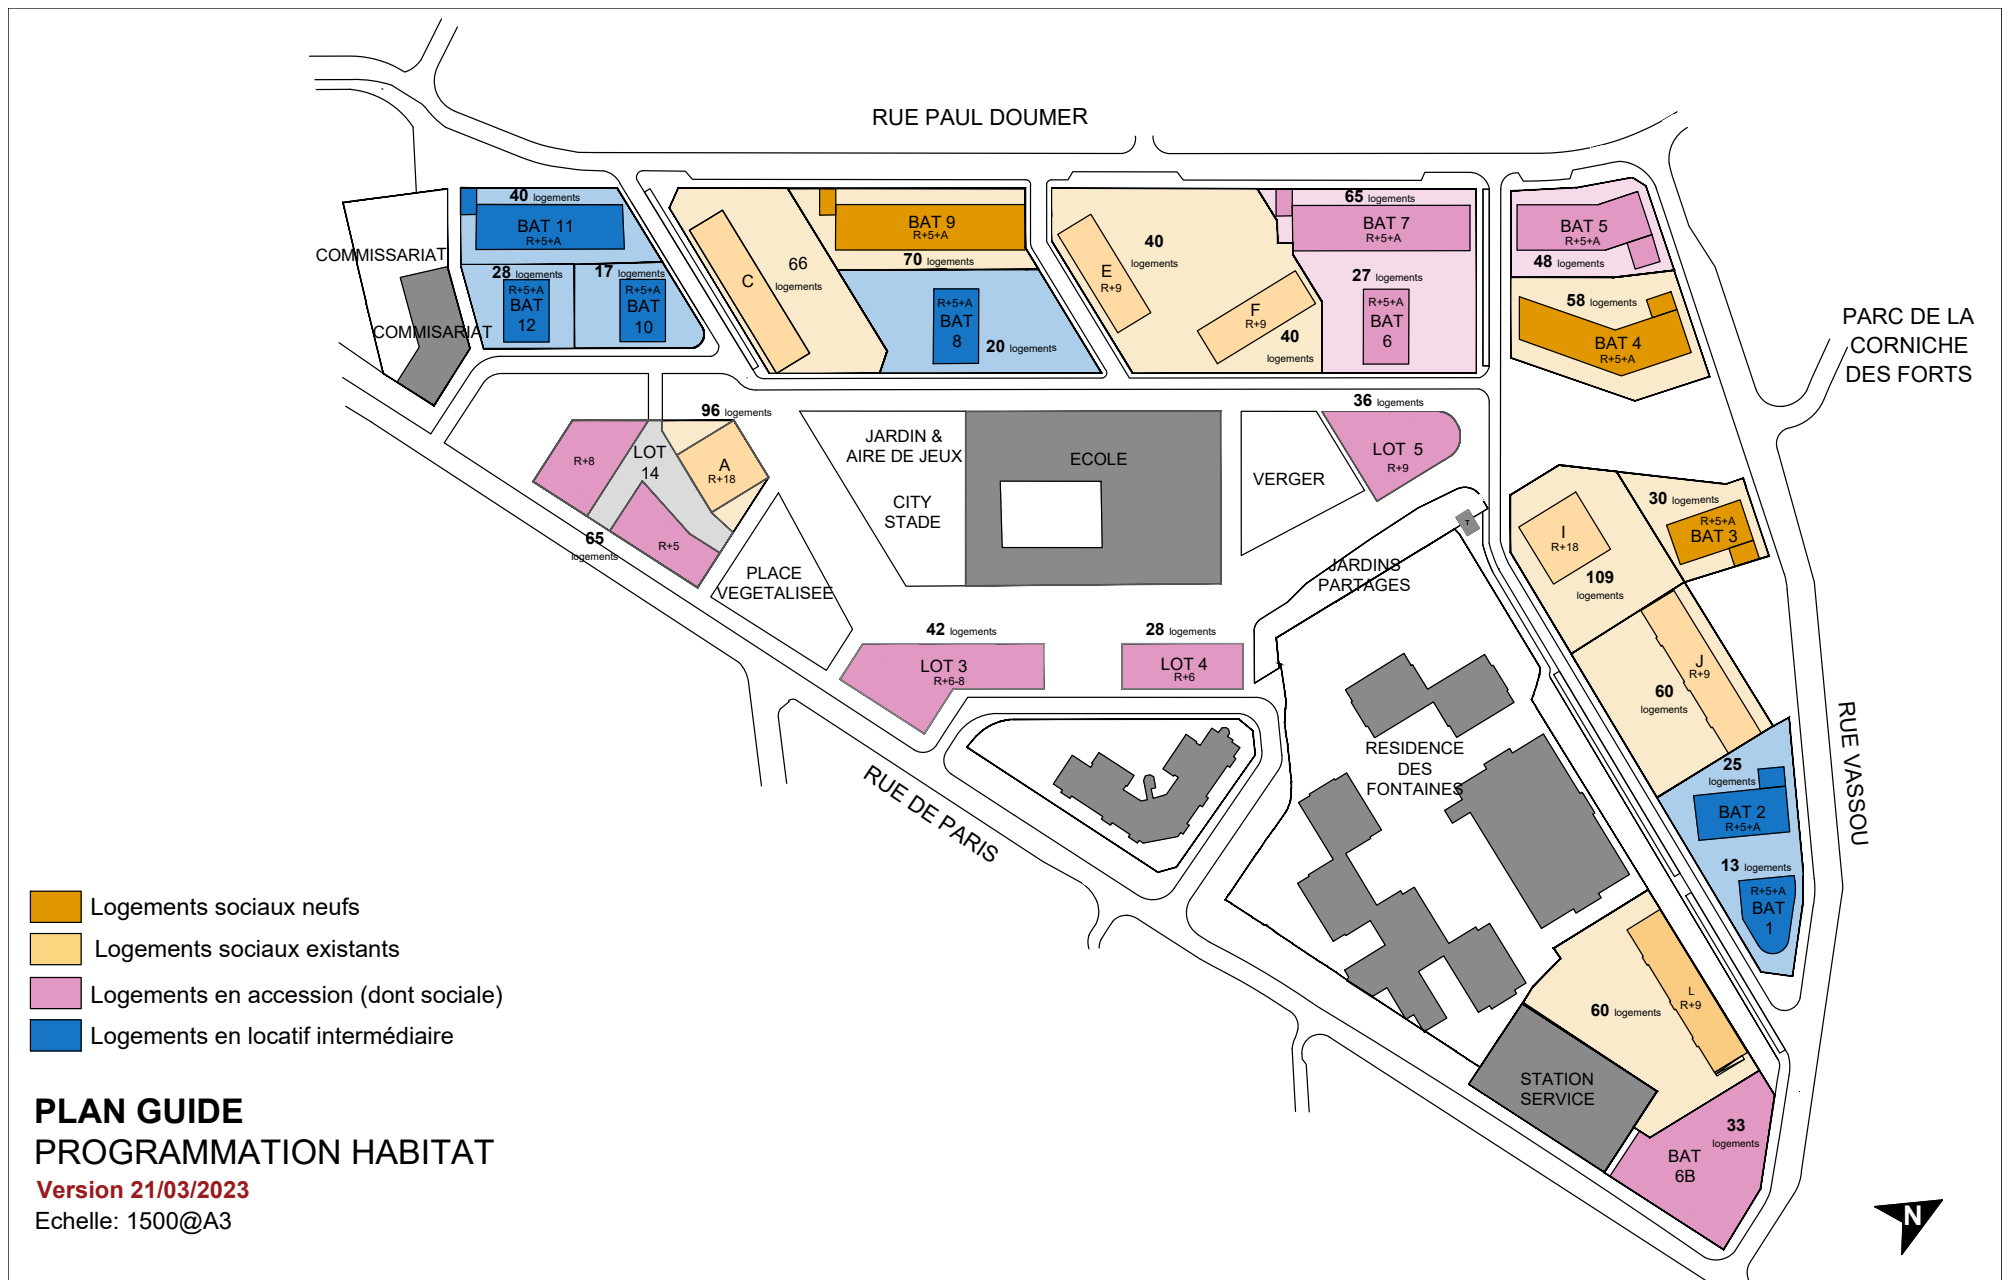 RUE PAUL DOUMER
COMMISSARIAT
COMMISARIAT
40 logements
BAT 11
R+5+A
28 logements
R+5+A
BAT
12
17 logements
R+5+A
BAT
10
C
66
logements
BAT 9
R+5+A
70 logements
R+5+A
BAT
8
20 logements
E
R+9
40
logements
F
R+9
40
logements
65 logements
BAT 7
R+5+A
27 logements
R+5+A
BAT
6
BAT 5
R+5+A
48 logements
58 logements
BAT 4
R+5+A
PARC DE LA
CORNICHE
DES FORTS
96 logements
R+8
LOT
14
A
R+18
R+5
65
logements
PLACE
VEGETALISEE
JARDIN &
AIRE DE JEUX
CITY
STADE
ECOLE
VERGER
36 logements
LOT 5
R+9
T
JARDINS
PARTAGES
I
R+18
109
logements
30 logements
R+5+A
BAT 3
J
R+9
60
logements
42 logements
LOT 3
R+6-8
28 logements
LOT 4
R+6
RESIDENCE
DES
FONTAINES
25
logements
BAT 2
R+5+A
13 logements
R+5+A
BAT
1
RUE VASSOU
RUE DE PARIS
L
R+9
60 logements
STATION
SERVICE
33
logements
BAT
6B
Logements sociaux neufs
Logements sociaux existants
Logements en accession (dont sociale)
Logements en locatif intermédiaire
PLAN GUIDE
PROGRAMMATION HABITAT
Version 21/03/2023
Echelle: 1500@A3
N